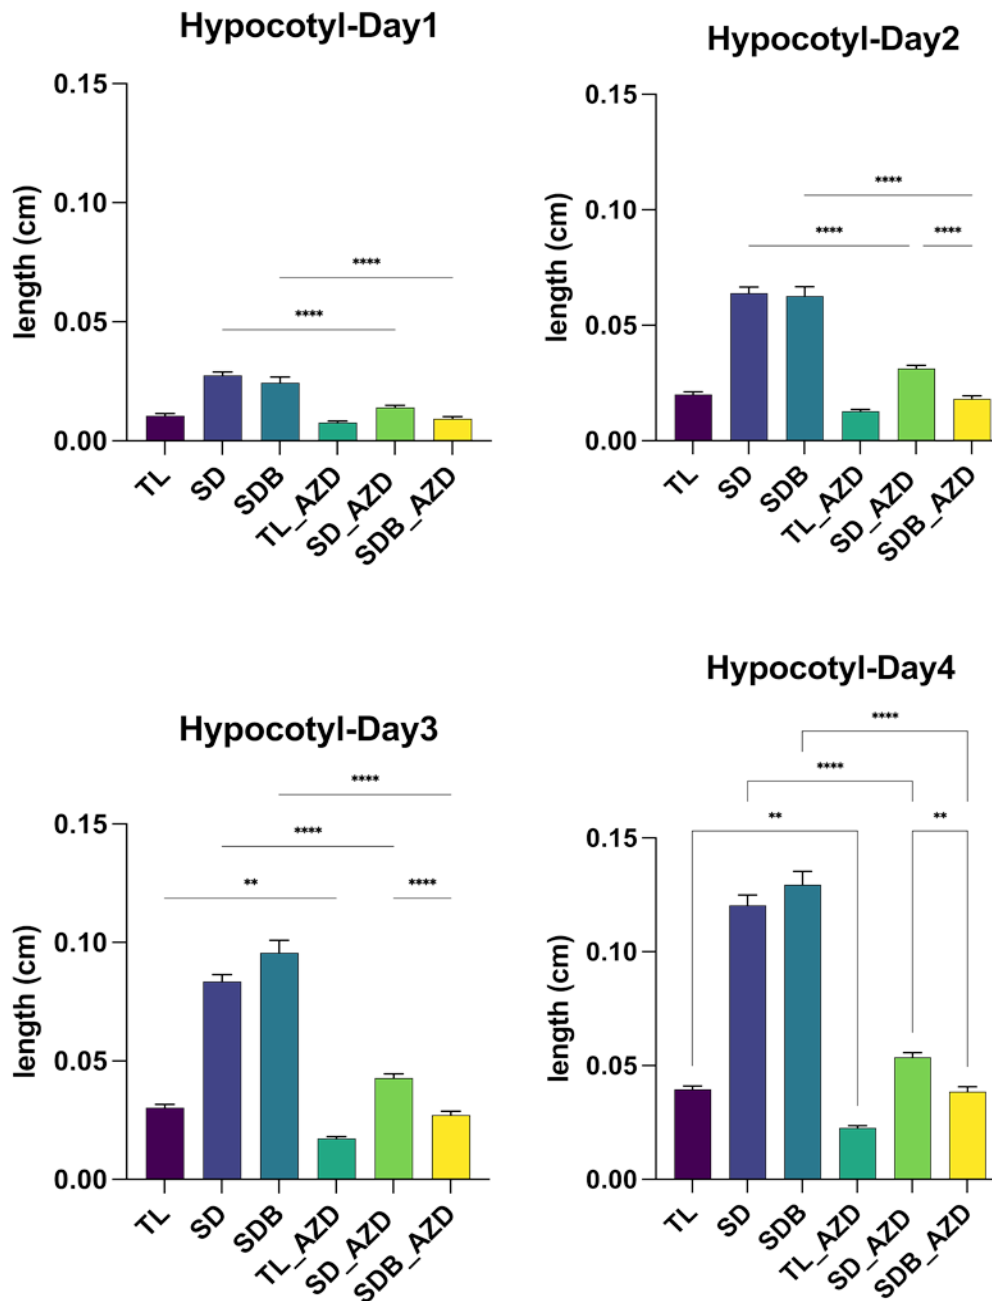 Hypocotyl-Day1
length (cm)
0.15
0.10
0.05
0.00
****
****
TL
SD
SDB
TL_AZD
SD_AZD
SDB_AZD
Hypocotyl-Day2
length (cm)
0.15
0.10
0.05
0.00
****
****
****
TL
SD
SDB
TL_AZD
SD_AZD
SDB_AZD
Hypocotyl-Day3
length (cm)
0.15
0.10
0.05
0.00
****
****
**
****
TL
SD
SDB
TL_AZD
SD_AZD
SDB_AZD
Hypocotyl-Day4
length (cm)
0.15
0.10
0.05
0.00
****
****
**
**
TL
SD
SDB
TL_AZD
SD_AZD
SDB_AZD